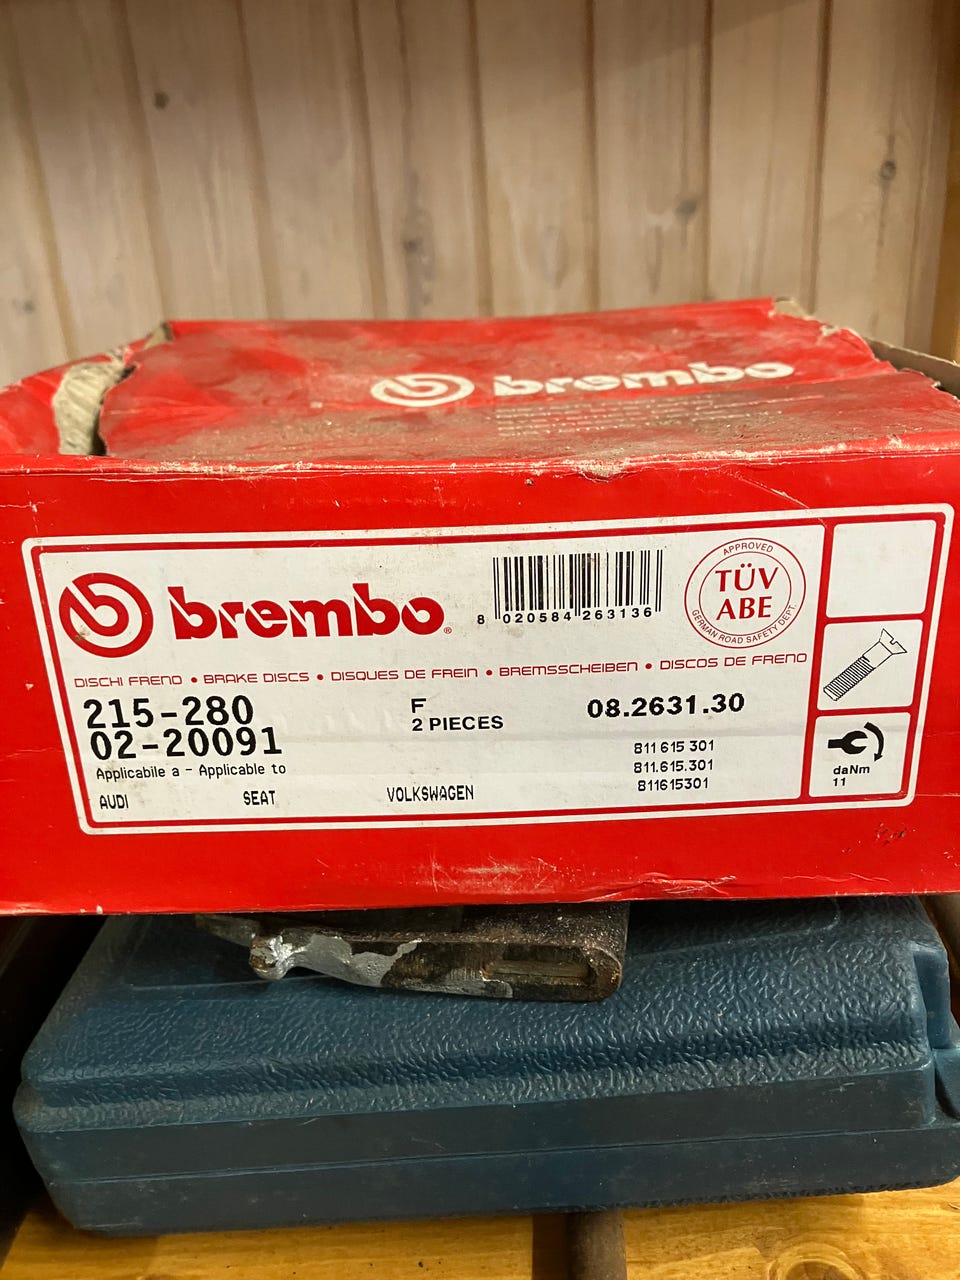 brembo
brembo®
8 020584 263136
APPROVED
TÜV
ABE
GERMAN ROAD SAFETY DEPT.
DISCHI FRENO • BRAKE DISCS • DISQUES DE FREIN • BREMSSCHEIBEN • DISCOS DE FRENO
215-280
02-20091
F
2 PIECES
08.2631.30
811 615 301
811.615.301
811615301
Applicabile a - Applicable to
AUDI SEAT VOLKSWAGEN
daNm
11